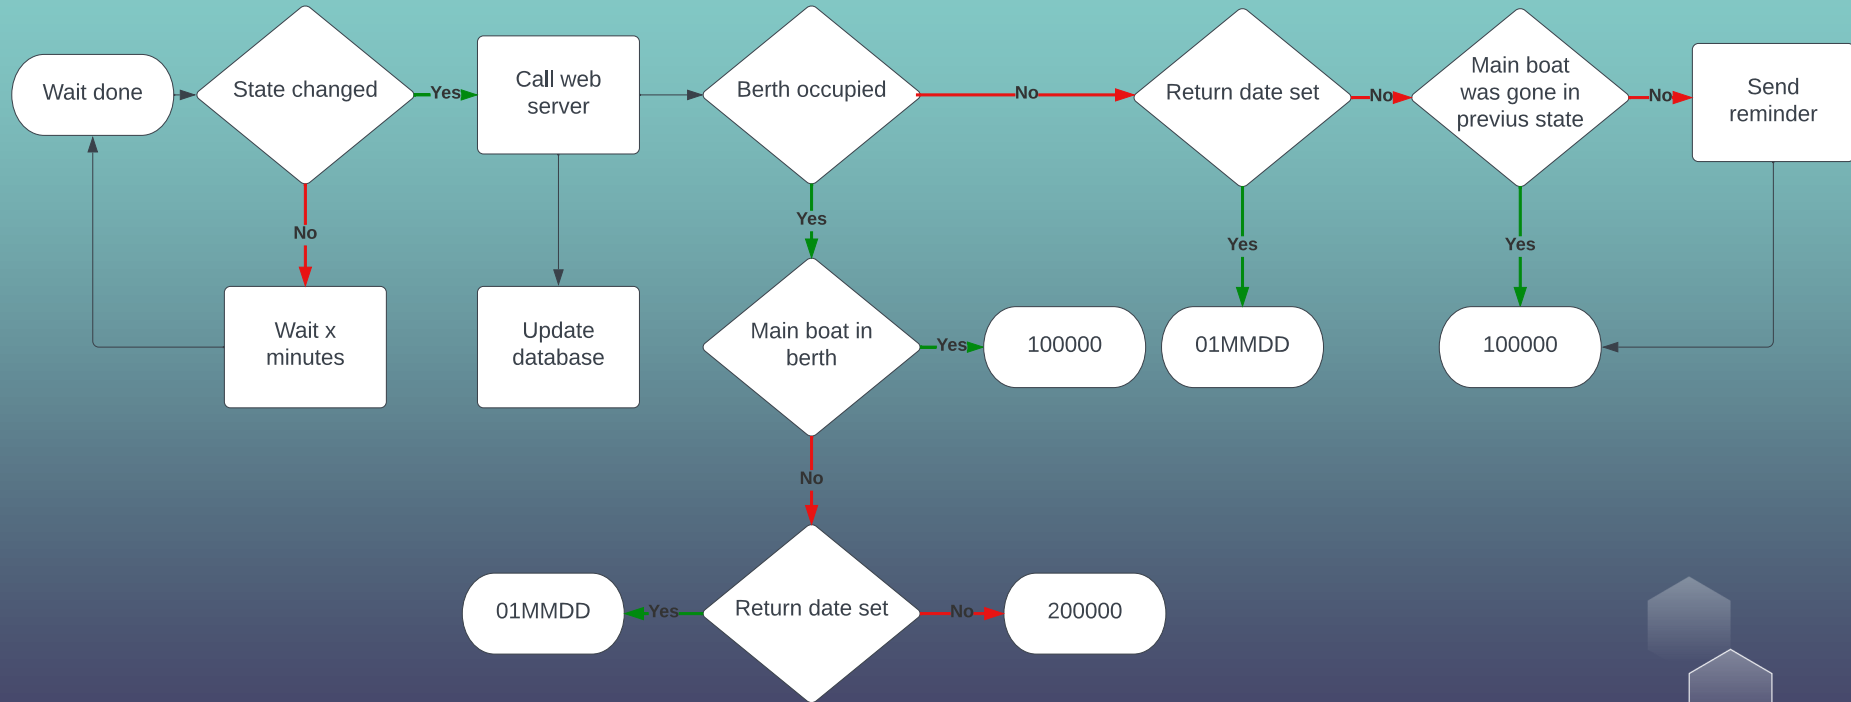 Wait done
State changed
Yes
Call web
server
Berth occupied
No
Return date set
No
Main boat
was gone in
previus state
No
Send
reminder
No
Yes
Yes
Yes
Wait x
minutes
Update
database
Main boat in
berth
Yes
100000
01MMDD
100000
No
01MMDD
Yes
Return date set
No
200000